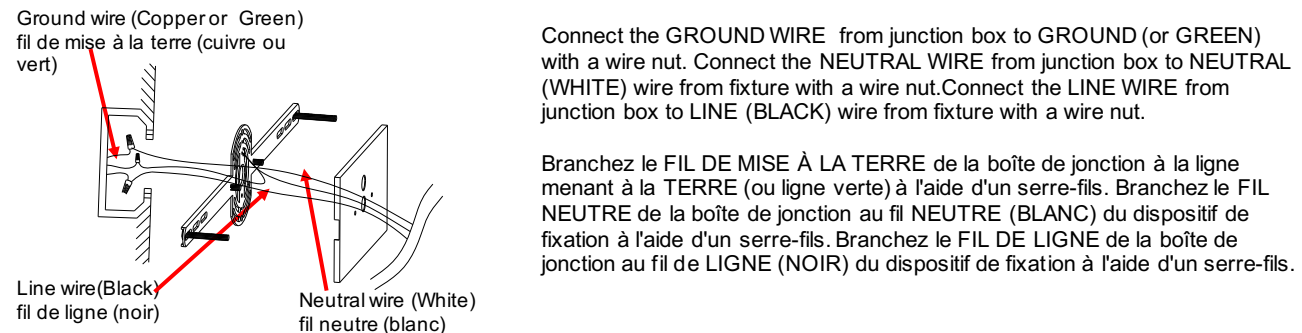 Ground wire (Copper or Green)
fil de mise à la terre (cuivre ou
vert)
Line wire(Black)
fil de ligne (noir)
Neutral wire (White)
fil neutre (blanc)
Connect the GROUND WIRE from junction box to GROUND (or GREEN)
with a wire nut. Connect the NEUTRAL WIRE from junction box to NEUTRAL
(WHITE) wire from fixture with a wire nut.Connect the LINE WIRE from
junction box to LINE (BLACK) wire from fixture with a wire nut.
Branchez le FIL DE MISE À LA TERRE de la boîte de jonction à la ligne
menant à la TERRE (ou ligne verte) à l'aide d'un serre-fils. Branchez le FIL
NEUTRE de la boîte de jonction au fil NEUTRE (BLANC) du dispositif de
fixation à l'aide d'un serre-fils. Branchez le FIL DE LIGNE de la boîte de
jonction au fil de LIGNE (NOIR) du dispositif de fixation à l'aide d'un serre-fils.